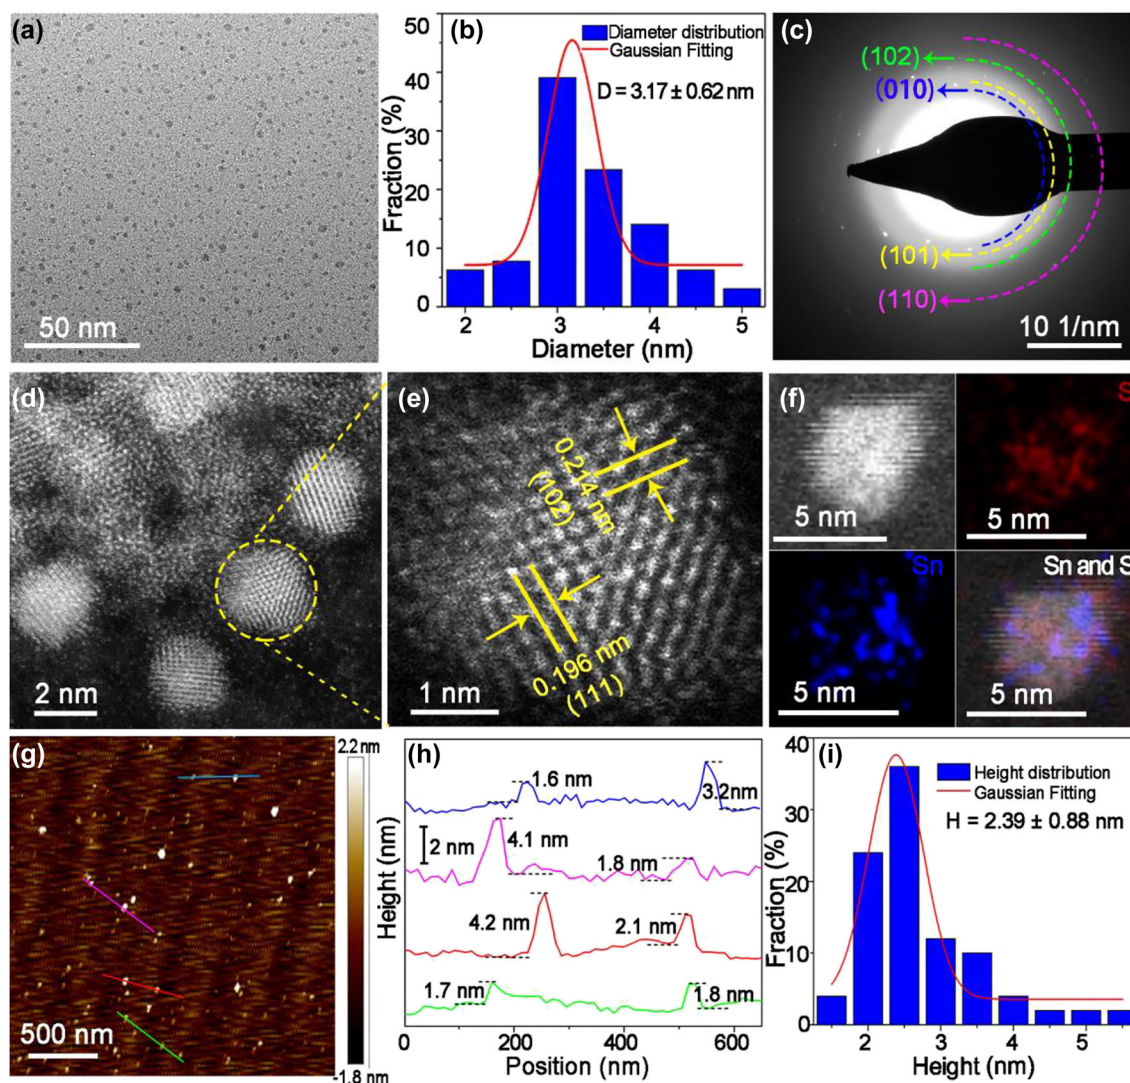 (a)
50 nm
(b)
Diameter distribution
Gaussian Fitting
D = 3.17 ± 0.62 nm
Fraction (%)
50
40
30
20
10
0
2 3 4 5
Diameter (nm)
(c)
(102)
(010)
(101)
(110)
10 1/nm
(d)
2 nm
(e)
0.214 nm
(102)
0.196 nm
(111)
1 nm
(f)
5 nm
S
5 nm
Sn
5 nm
Sn and S
5 nm
(g)
2.2 nm
-1.8 nm
500 nm
(h)
Height (nm)
2 nm
1.6 nm
3.2nm
4.1 nm
1.8 nm
4.2 nm
2.1 nm
1.7 nm
1.8 nm
0 200 400 600
Position (nm)
(i)
Height distribution
Gaussian Fitting
H = 2.39 ± 0.88 nm
Fraction (%)
40
30
20
10
0
2 3 4 5
Height (nm)